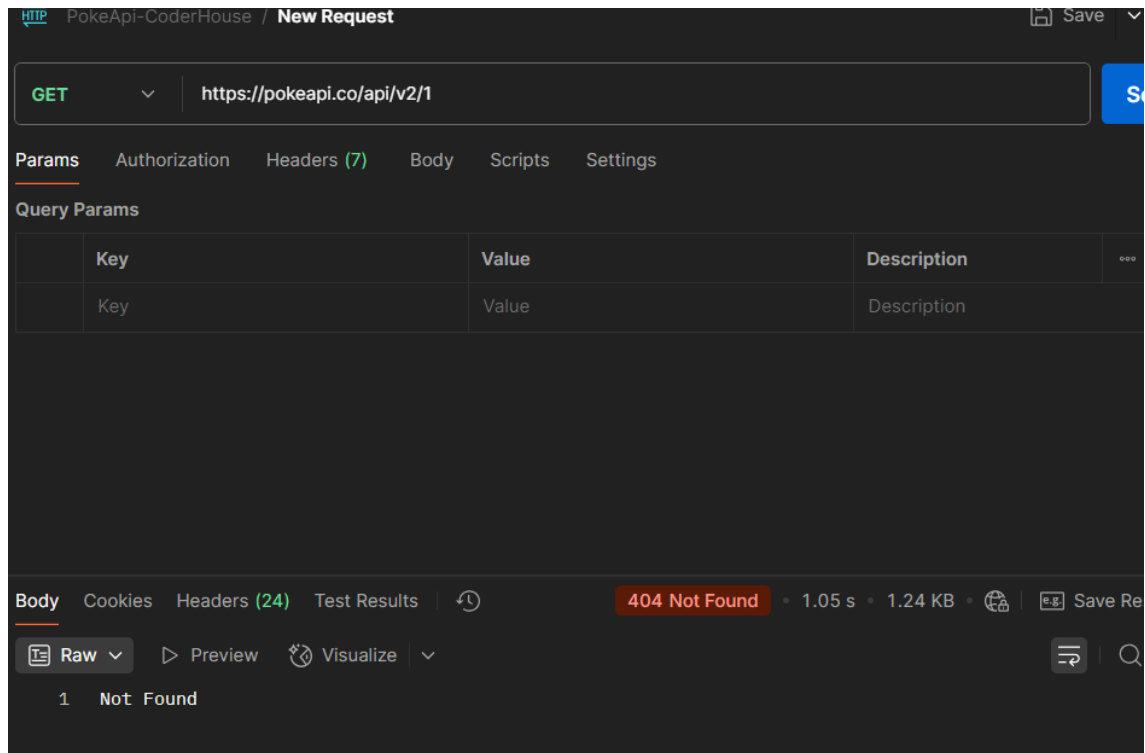 HTTP PokeApi-CoderHouse / New Request Save
GET https://pokeapi.co/api/v2/1
Params Authorization Headers (7) Body Scripts Settings
Query Params
Key Value Description
Key Value Description
Body Cookies Headers (24) Test Results 404 Not Found • 1.05 s • 1.24 KB • e.g. Save Re
Raw Preview Visualize
1 Not Found